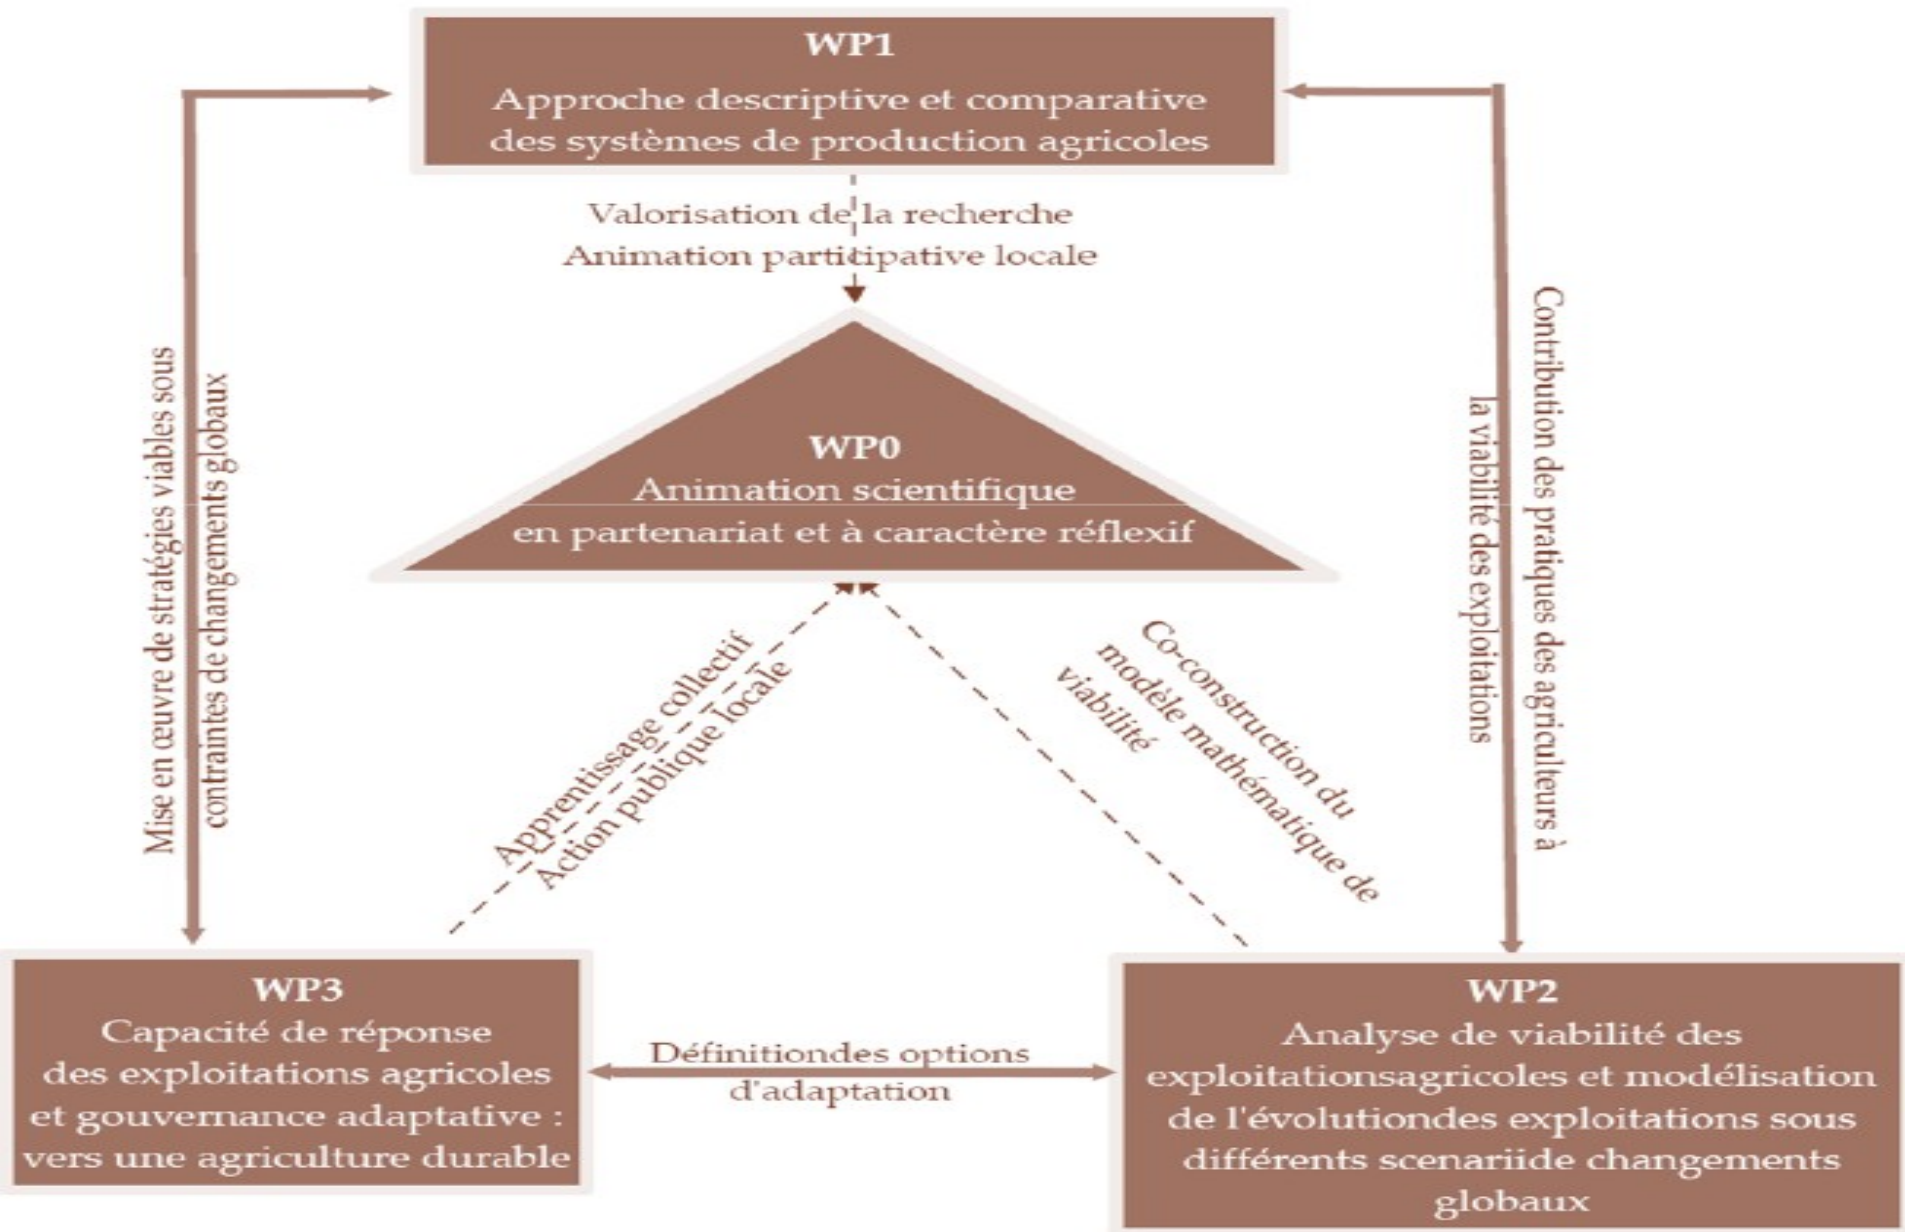 WP1
Approche descriptive et comparative
des systèmes de production agricoles
Valorisation de la recherche
Animation participative locale
WP0
Animation scientifique
en partenariat et à caractère réflexif
Mise en œuvre de stratégies viables sous
contraintes de changements globaux
Contribution des pratiques des agriculteurs à
la viabilité des exploitations
Apprentissage collectif
Action publique locale
Co-construction du
modèle mathématique de
viabilité
WP3
Capacité de réponse
des exploitations agricoles
et gouvernance adaptative :
vers une agriculture durable
Définitiondes options
d'adaptation
WP2
Analyse de viabilité des
exploitationsagricoles et modélisation
de l'évolutiondes exploitations sous
différents scenariide changements
globaux